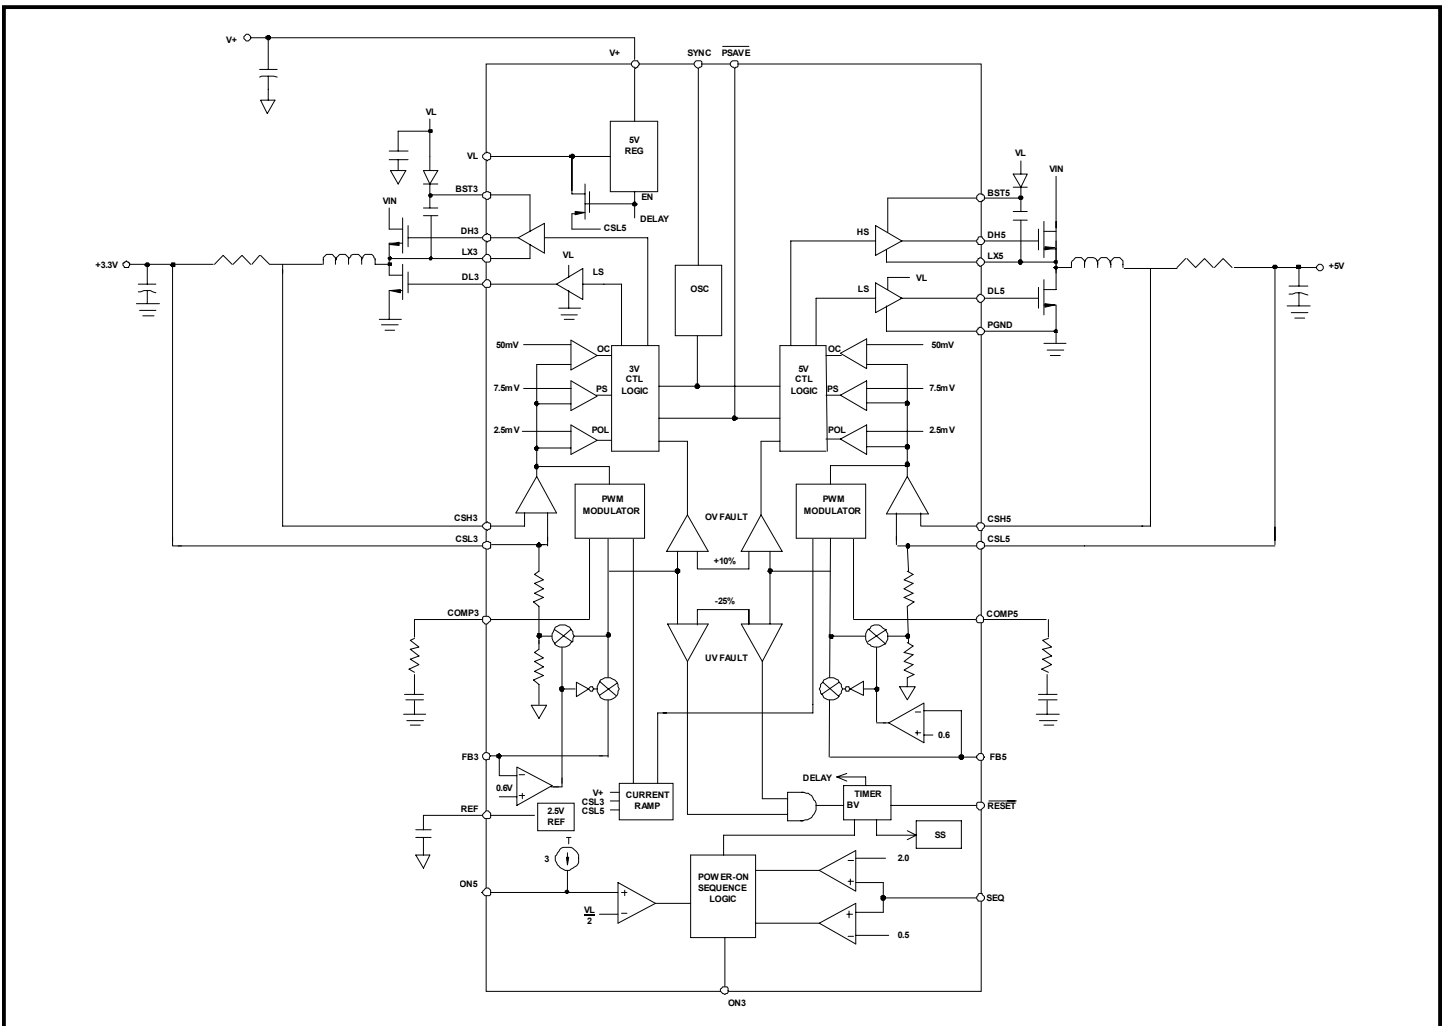 V+
V+
SYNC
PSAVE
VL
5V
REG
VL
VL
VIN
BST3
EN
BST5
VIN
DELAY
CSL5
DH3
HS
DH5
LX3
LX5
+3.3V
VL
LS
+5V
DL3
VL
LS
DL5
OSC
PGND
50mV
OC
3V
CTL
LOGIC
5V
CTL
LOGIC
OC
50mV
7.5mV
PS
PS
7.5mV
2.5mV
POL
POL
2.5mV
PWM
MODULATOR
PWM
MODULATOR
OV FAULT
CSH3
CSH5
CSL3
CSL5
+10%
-25%
COMP3
COMP5
UV FAULT
−
+
0.6
FB3
FB5
−
0.6V
+
V+
CSL3
CSL5
CURRENT
RAMP
DELAY
TIMER
BV
RESET
REF
2.5V
REF
SS
T
3
2.0
−
+
POWER-ON
SEQUENCE
LOGIC
ON5
+
VL
2
−
SEQ
+
−
0.5
ON3